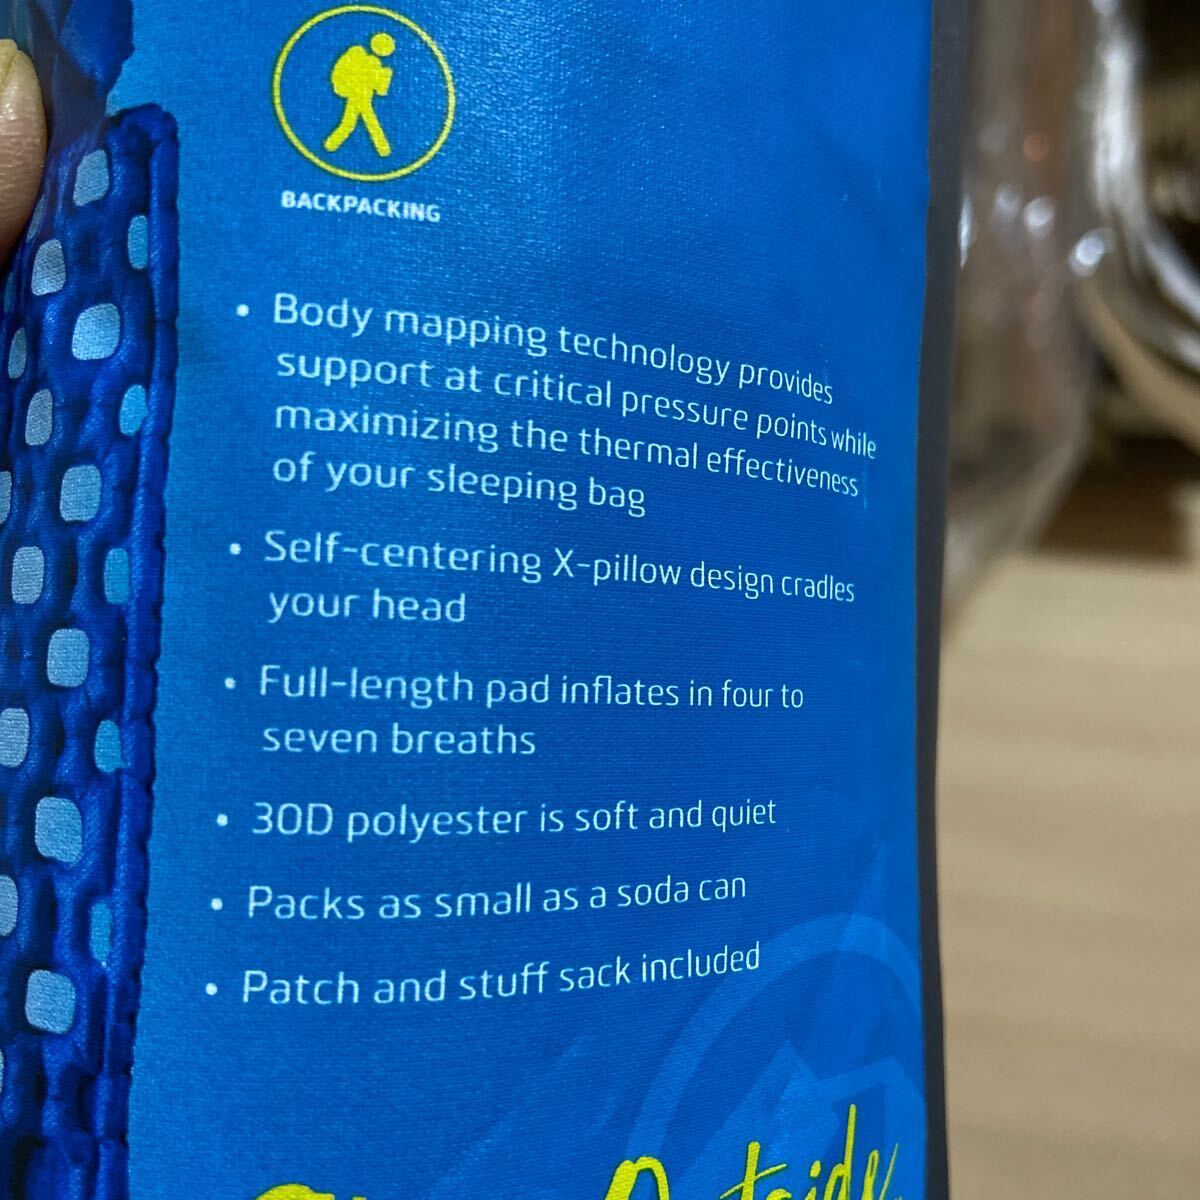 BACKPACKING
• Body mapping technology provides
support at critical pressure points while
maximizing the thermal effectiveness
of your sleeping bag
• Self-centering X-pillow design cradles
your head
• Full-length pad inflates in four to
seven breaths
• 30D polyester is soft and quiet
• Packs as small as a soda can
• Patch and stuff sack included
Outside